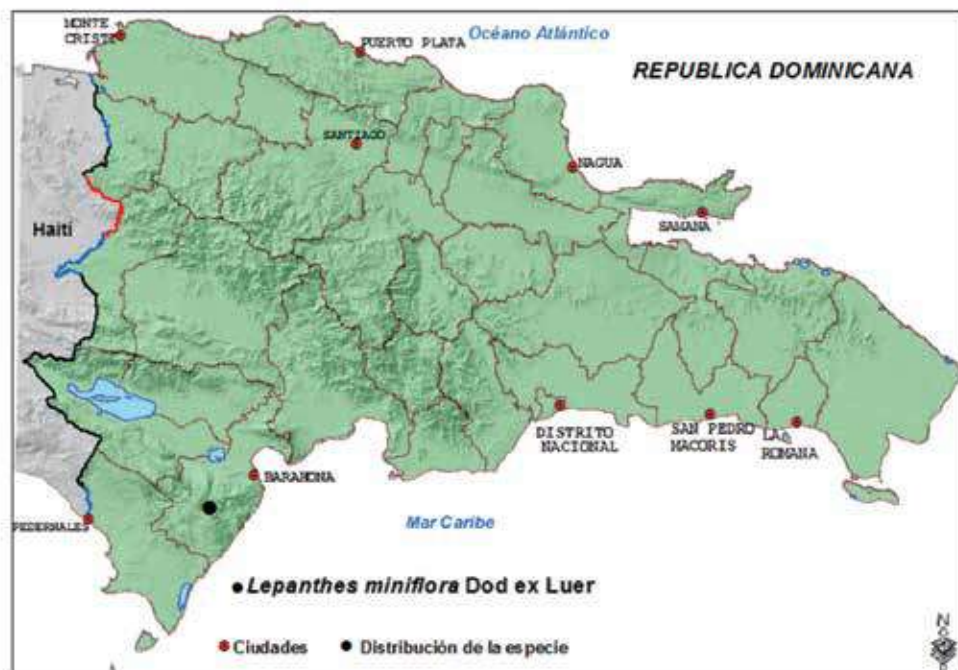 MONTE
CRISTI
PUERTO PLATA
Océano Atlántico
REPUBLICA DOMINICANA
SANTIAGO
NAGUA
SAMANA
Haití
DISTRITO
NACIONAL
SAN PEDRO
MACORIS
LA
ROMANA
BARAHONA
PEDERNALES
Mar Caribe
Lepanthes miniflora Dod ex Luer
Ciudades
Distribución de la especie
N